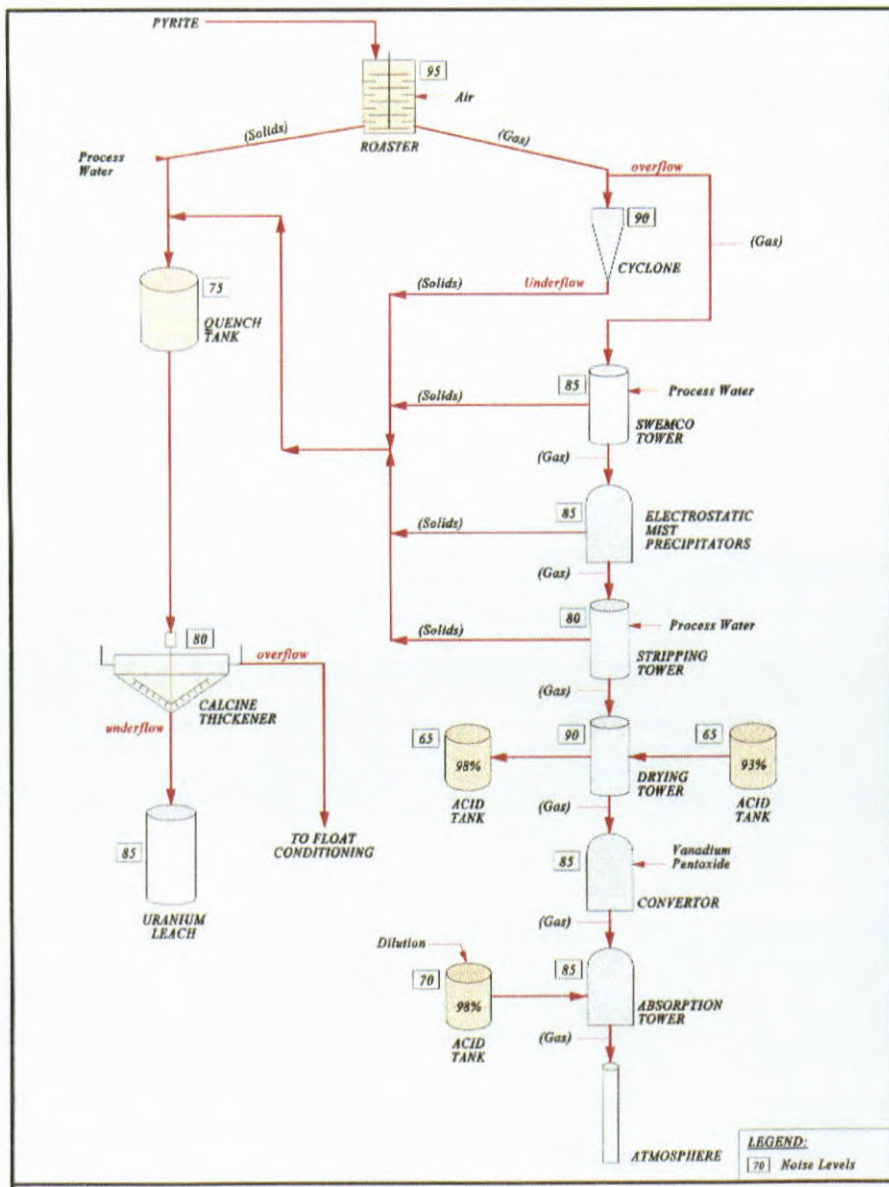 PYRITE
95
Air
ROASTER
(Solids)
(Gas)
Process
Water
overflow
90
CYCLONE
(Gas)
Underflow
(Solids)
75
QUENCH
TANK
85
Process Water
(Solids)
SWEMCO
TOWER
(Gas)
85
ELECTROSTATIC
MIST
PRECIPITATORS
(Solids)
(Gas)
80
Process Water
(Solids)
STRIPPING
TOWER
(Gas)
80
overflow
CALCINE
THICKENER
underflow
65
98%
ACID
TANK
90
DRYING
TOWER
65
93%
ACID
TANK
(Gas)
TO FLOAT
CONDITIONING
85
URANIUM
LEACH
85
Vanadium
Pentoxide
CONVERTOR
(Gas)
Dilution
70
98%
ACID
TANK
85
ABSORPTION
TOWER
(Gas)
ATMOSPHERE
LEGEND:
70 Noise Levels